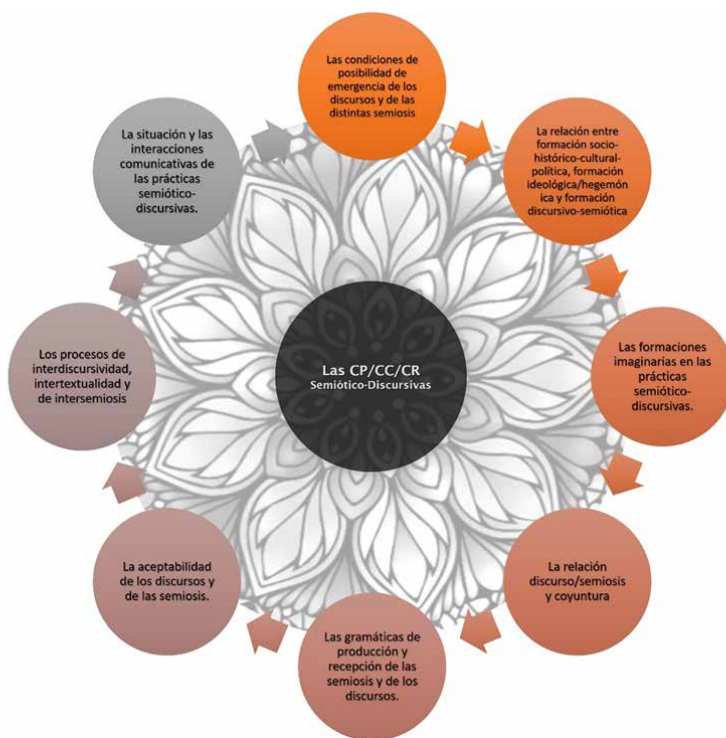 Las condiciones de
posibilidad de
emergencia de los
discursos y de las
distintas semiosis
La relación entre
formación socio-
histórico-cultural-
política, formación
ideológica/hegemón
ica y formación
discursivo-semiótica
Las formaciones
imaginarias en las
prácticas
semiótico-
discursivas.
La relación
discurso/semiosis
y coyuntura
Las gramáticas de
producción y
recepción de las
semiosis y de los
discursos.
La aceptabilidad
de los discursos y
de las semiosis.
Los procesos de
interdiscursividad,
intertextualidad y
de intersemiosis
La situación y las
interacciones
comunicativas de
las prácticas
semiótico-
discursivas.
Las CP/CC/CR
Semiótico-Discursivas